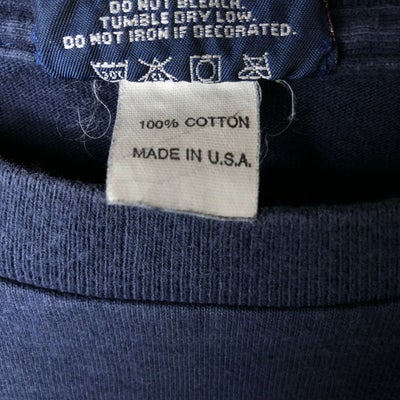 DO NOT BLEACH.
TUMBLE DRY LOW.
DO NOT IRON IF DECORATED.
100% COTTON
MADE IN U.S.A.